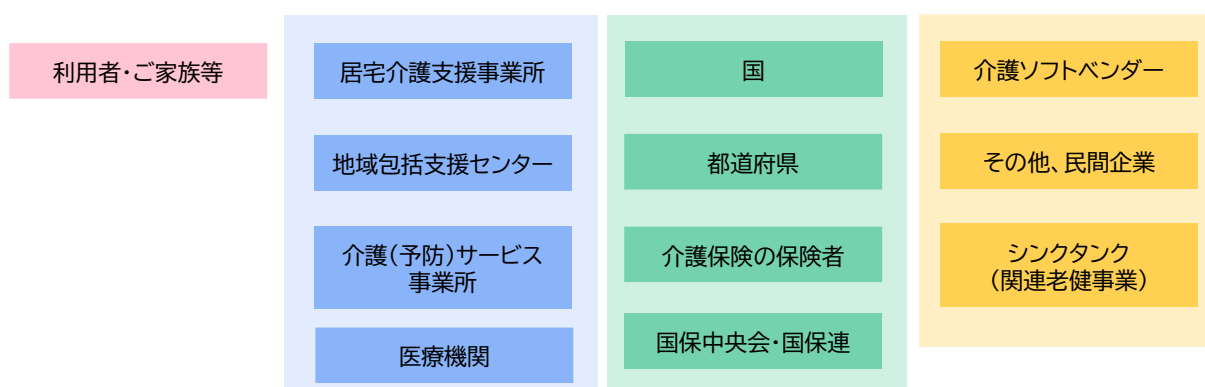 利用者・ご家族等
居宅介護支援事業所
地域包括支援センター
介護(予防)サービス
事業所
医療機関
国
都道府県
介護保険の保険者
国保中央会・国保連
介護ソフトベンダー
その他、民間企業
シンクタンク
(関連老健事業)